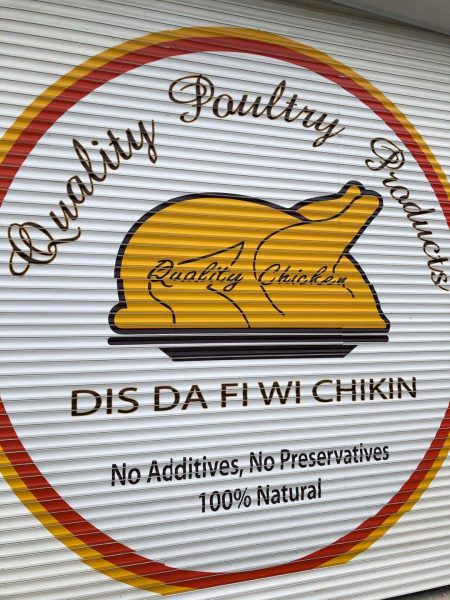 Quality Poultry Products
Quality Chicken
DIS DA FI WI CHIKIN
No Additives, No Preservatives
100% Natural